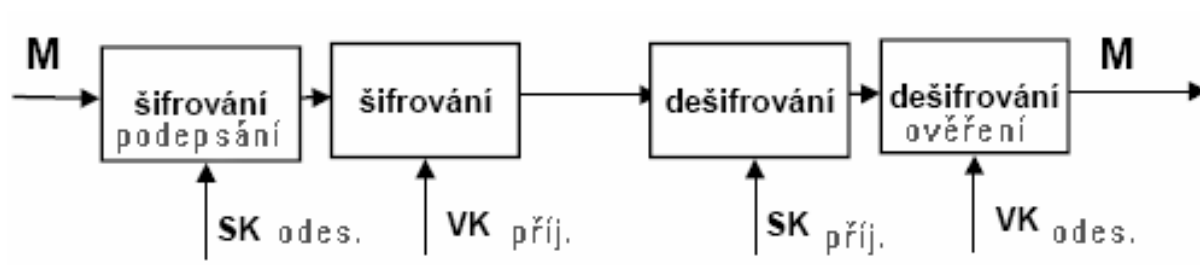 M
šifrování
podepsání
šifrování
dešifrování
dešifrování
ověření
M
SK odes.
VK příj.
SK příj.
VK odes.